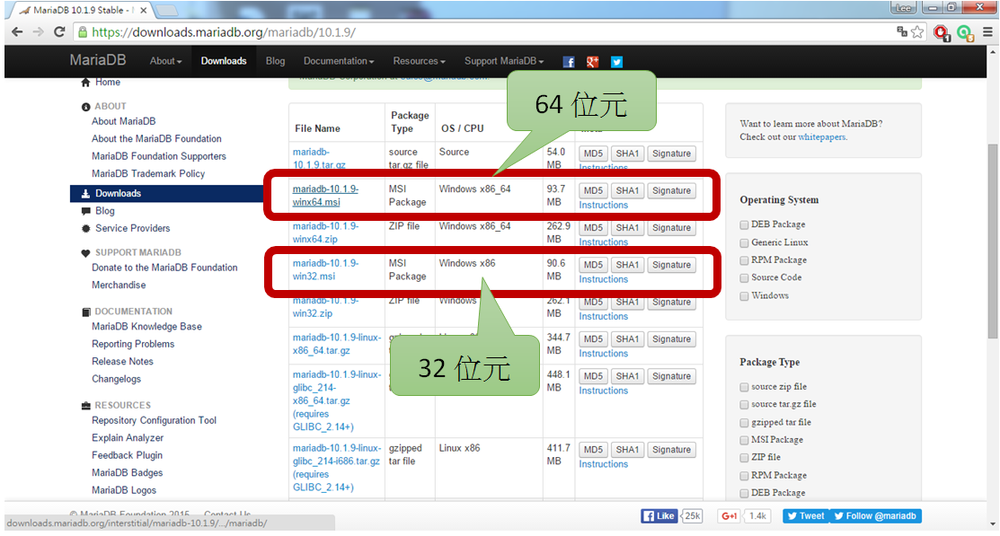 MariaDB 10.1.9 Stable -
Lee
https://downloads.mariadb.org/mariadb/10.1.9/
MariaDB About Downloads Blog Documentation Resources Support MariaDB
Home
ABOUT
About MariaDB
About the MariaDB Foundation
MariaDB Foundation Supporters
MariaDB Trademark Policy
Downloads
Blog
Service Providers
SUPPORT MARIADB
Donate to the MariaDB Foundation
Merchandise
DOCUMENTATION
MariaDB Knowledge Base
Reporting Problems
Release Notes
Changelogs
RESOURCES
Repository Configuration Tool
Explain Analyzer
Feedback Plugin
MariaDB Badges
MariaDB Logos
64 位元
File Name
Package
Type
OS / CPU
mariadb-
10.1.9.tar.gz
source
tar.gz file
Source
54.0
MB
MD5 SHA1 Signature
Instructions
mariadb-10.1.9-
winx64.msi
MSI
Package
Windows x86_64
93.7
MB
MD5 SHA1 Signature
Instructions
mariadb-10.1.9-
winx64.zip
ZIP file
Windows x86_64
262.9
MB
MD5 SHA1 Signature
Instructions
mariadb-10.1.9-
win32.msi
MSI
Package
Windows x86
90.6
MB
MD5 SHA1 Signature
Instructions
mariadb-10.1.9-
win32.zip
ZIP file
Windows
262.1
MB
MD5 SHA1 Signature
Instructions
32 位元
mariadb-10.1.9-linux-
x86_64.tar.gz
344.7
MB
MD5 SHA1 Signature
Instructions
mariadb-10.1.9-linux-
glibc_214-
x86_64.tar.gz
(requires
GLIBC_2.14+)
448.1
MB
MD5 SHA1 Signature
Instructions
mariadb-10.1.9-linux-
glibc_214-i686.tar.gz
(requires
GLIBC_2.14+)
gzipped
tar file
Linux x86
411.7
MB
MD5 SHA1 Signature
Instructions
Want to learn more about MariaDB?
Check out our whitepapers.
Operating System
DEB Package
Generic Linux
RPM Package
Source Code
Windows
Package Type
source zip file
source tar.gz file
gzipped tar file
MSI Package
ZIP file
RPM Package
DEB Package
© MariaDB Foundation 2015 Contact Us
downloads.mariadb.org/interstitial/mariadb-10.1.9/.../mariadb/
Like 25k
G+1 1.4k
Tweet
Follow @mariadb